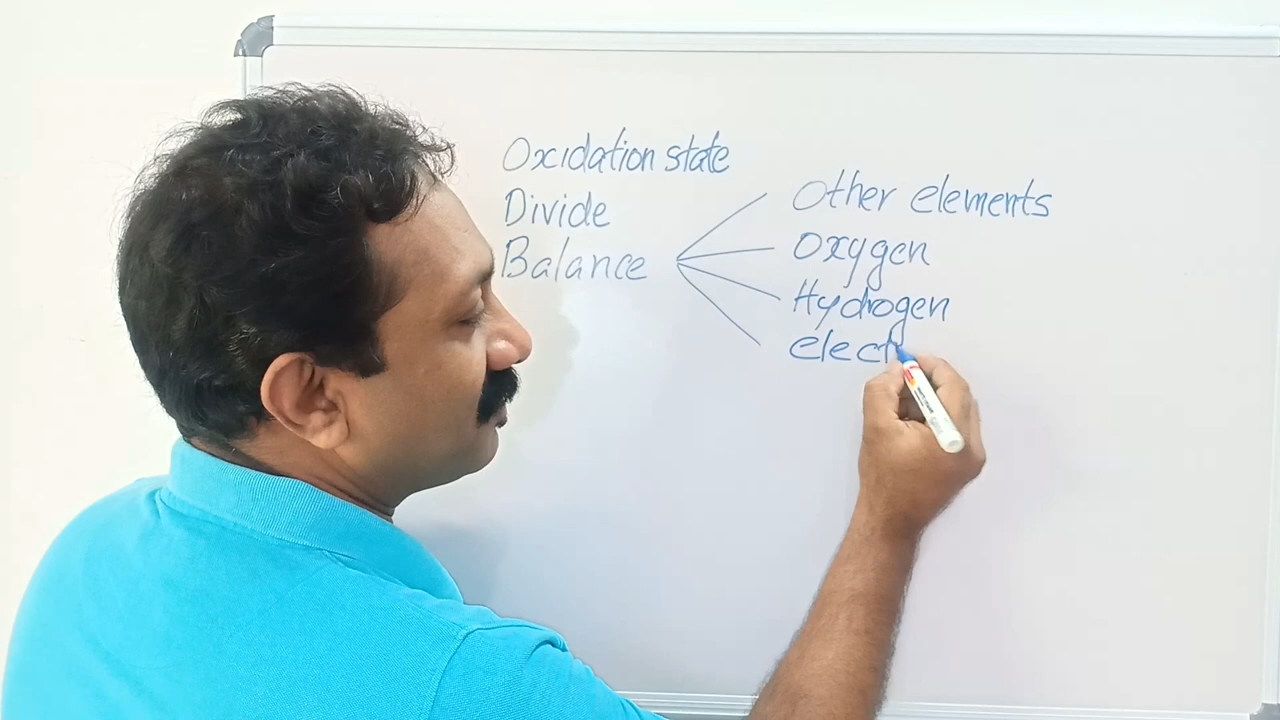 Oxidation state
Divide
Balance
Other elements
Oxygen
Hydrogen
elect